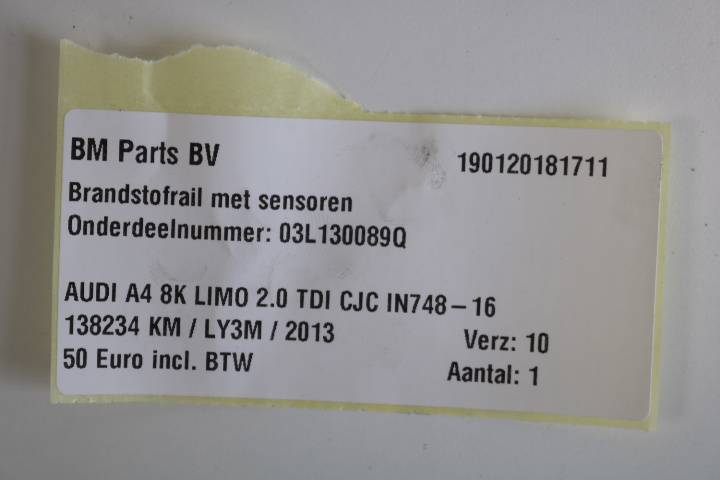 BM Parts BV 190120181711
Brandstofrail met sensoren
Onderdeelnummer: 03L130089Q
AUDI A4 8K LIMO 2.0 TDI CJC IN748-16
138234 KM / LY3M / 2013 Verz: 10
50 Euro incl. BTW Aantal: 1